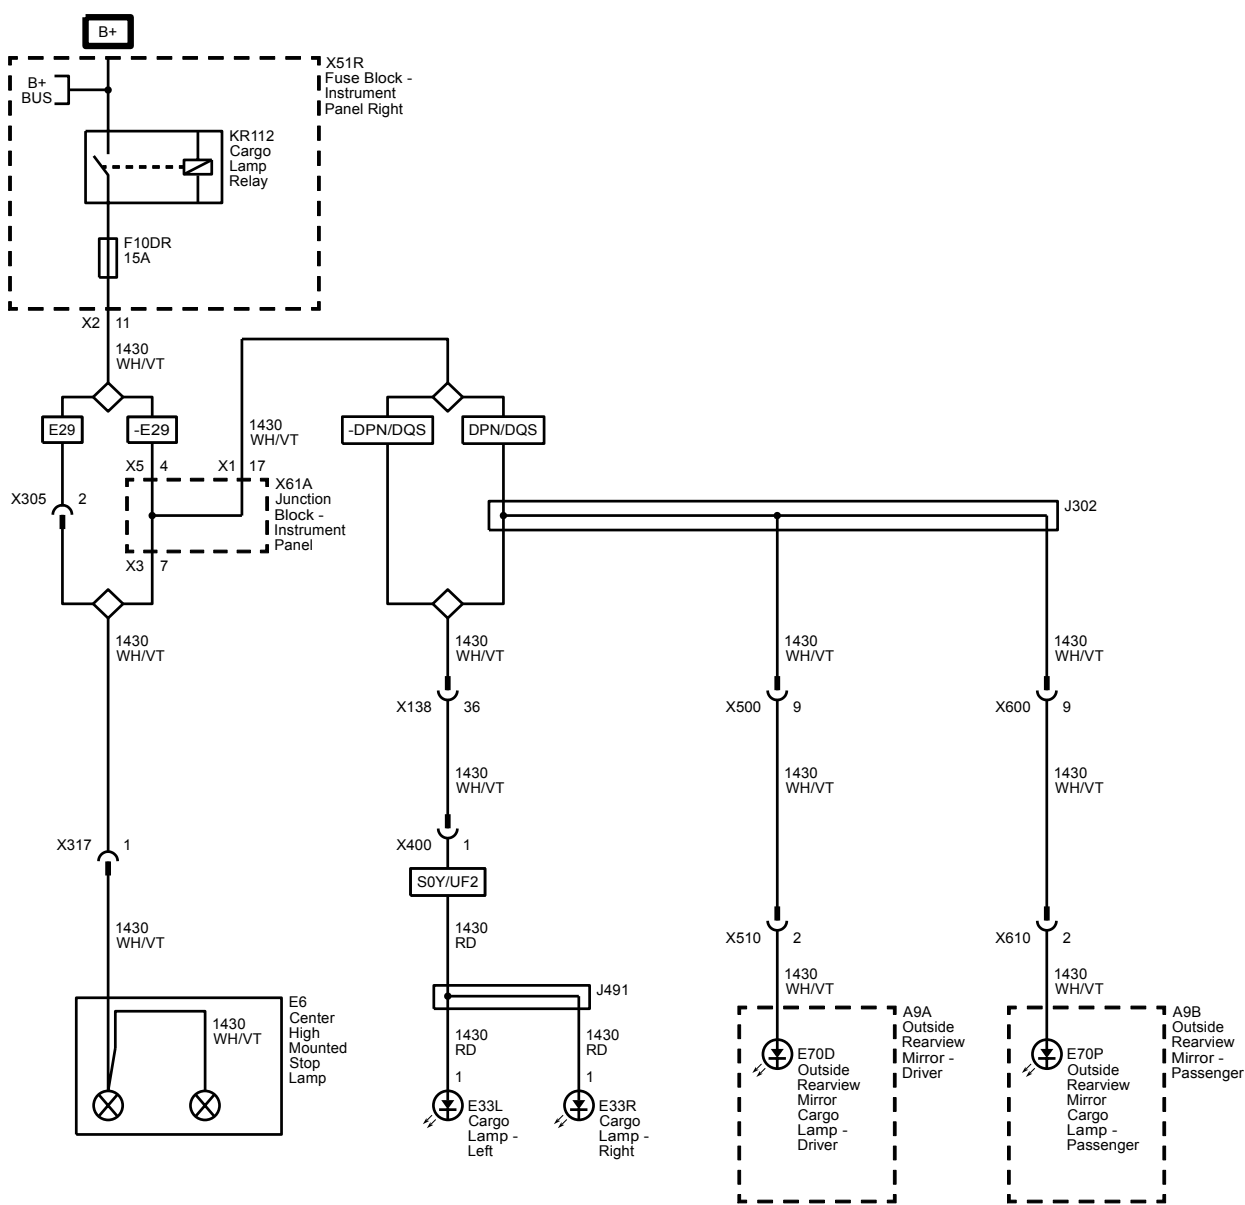 B+
X51R
Fuse Block -
Instrument
Panel Right
B+
BUS
KR112
Cargo
Lamp
Relay
F10DR
15A
X2 11
1430
WH/VT
E29
-E29
1430
WH/VT
-DPN/DQS
DPN/DQS
X5 4
X1 17
X305 2
X61A
Junction
Block -
Instrument
Panel
J302
X3 7
1430
WH/VT
1430
WH/VT
1430
WH/VT
1430
WH/VT
X138 36
X500 9
X600 9
1430
WH/VT
1430
WH/VT
1430
WH/VT
X317 1
X400 1
S0Y/UF2
1430
WH/VT
1430
RD
X510 2
X610 2
1430
WH/VT
1430
WH/VT
J491
E6
Center
High
Mounted
Stop
Lamp
1430
WH/VT
1430
RD
1430
RD
A9A
Outside
Rearview
Mirror -
Driver
A9B
Outside
Rearview
Mirror -
Passenger
1
1
E33L
Cargo
Lamp -
Left
E33R
Cargo
Lamp -
Right
E70D
Outside
Rearview
Mirror
Cargo
Lamp -
Driver
E70P
Outside
Rearview
Mirror
Cargo
Lamp -
Passenger